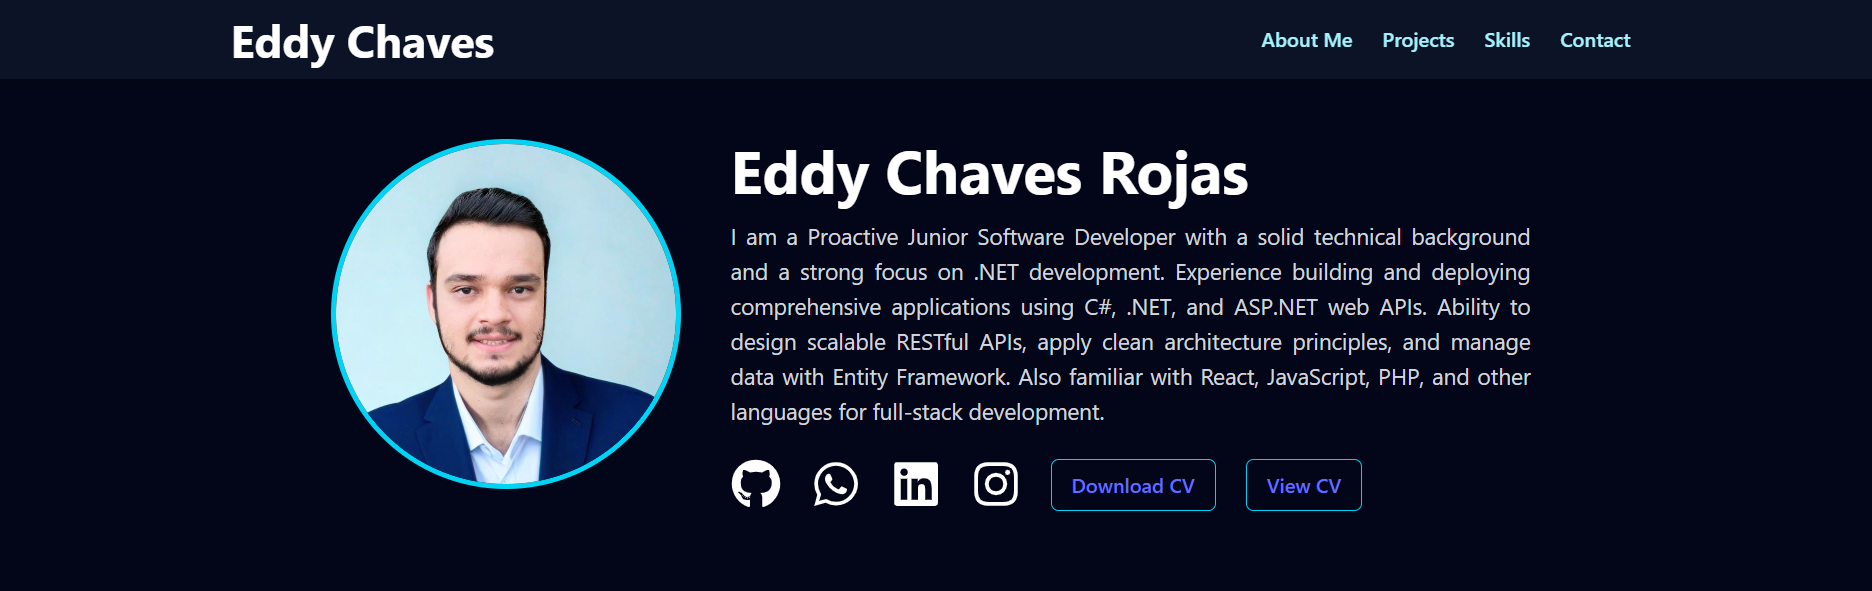 Eddy Chaves
About Me Projects Skills Contact
Eddy Chaves Rojas
I am a Proactive Junior Software Developer with a solid technical background
and a strong focus on .NET development. Experience building and deploying
comprehensive applications using C#, .NET, and ASP.NET web APIs. Ability to
design scalable RESTful APIs, apply clean architecture principles, and manage
data with Entity Framework. Also familiar with React, JavaScript, PHP, and other
languages for full-stack development.
in
Download CV View CV